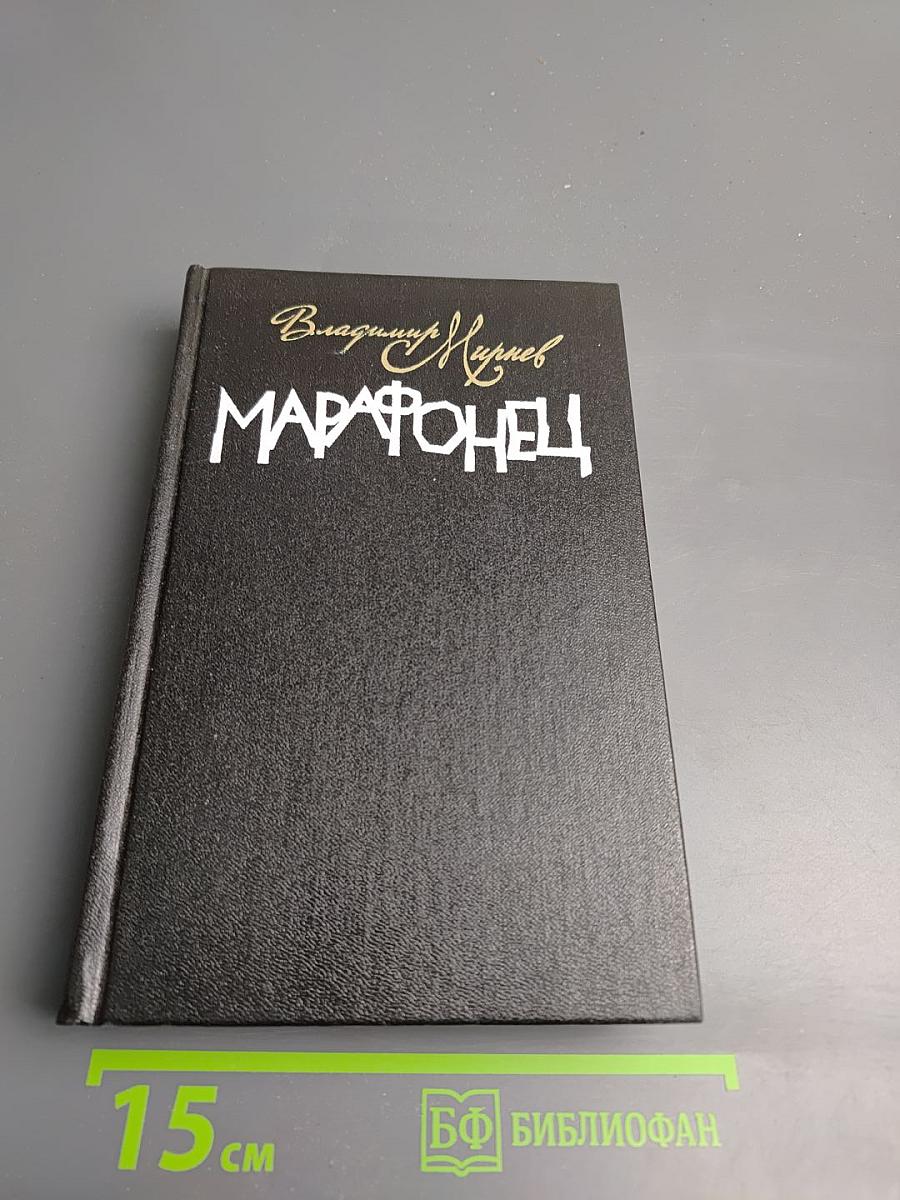 Владимир Мирнев
МАРАФОНЕЦ
15 см
БФ БИБЛИОФАН